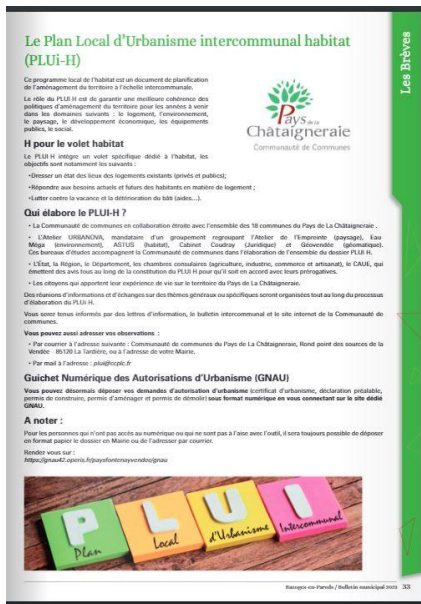 Le Plan Local d'Urbanisme intercommunal habitat
(PLUi-H)
Les Brèves
Ce programme local de l'habitat est un document de planification
de l'aménagement du territoire à l'échelle intercommunale.
Le rôle du PLUI-H est de garantir une meilleure cohérence des
politiques d'aménagement du territoire pour les années à venir
dans les domaines suivants : le logement, l'environnement,
le paysage, le développement économique, les équipements
publics, le social.
Pays de la
Châtaigneraie
Communauté de Communes
H pour le volet habitat
Le PLUI-H intègre un volet spécifique dédié à l'habitat, les
objectifs sont notamment les suivants :
•Dresser un état des lieux des logements existants (privés et publics);
•Répondre aux besoins actuels et futurs des habitants en matière de logement ;
•Lutter contre la vacance et la détérioration du bâti (aides...).
Qui élabore le PLUI-H ?
• La Communauté de communes en collaboration étroite avec l'ensemble des 18 communes du Pays de La Châtaigneraie .
• L'Atelier URBANOVA, mandataire d'un groupement regroupant l'Atelier de l'Empreinte (paysage), Eau
Méga (environnement), ASTUS (habitat), Cabinet Coudray (Juridique) et Géovendée (géomatique).
Ces bureaux d'études accompagnent la Communauté de communes dans l'élaboration de l'ensemble du dossier PLUI H.
• L'État, la Région, le Département, les chambres consulaires (agriculture, industrie, commerce et artisanat), le CAUE, qui
émettent des avis tous au long de la constitution du PLUI H pour qu'il soit en accord avec leurs prérogatives.
• Les citoyens qui apportent leur expérience de vie sur le territoire du Pays de La Châtaigneraie.
Des réunions d'informations et d'échanges sur des thèmes généraux ou spécifiques seront organisées tout au long du processus
d'élaboration du PLUi-H.
Vous serez tenus informés par des lettres d'information, le bulletin intercommunal et le site internet de la Communauté de
communes.
Vous pouvez aussi adresser vos observations :
• Par courrier à l'adresse suivante : Communauté de communes du Pays de La Châtaigneraie, Rond point des sources de la
Vendée - 85120 La Tardière, ou à l'adresse de votre Mairie.
• Par mail à l'adresse : plui@ccplc.fr
Guichet Numérique des Autorisations d'Urbanisme (GNAU)
Vous pouvez désormais déposer vos demandes d'autorisation d'urbanisme (certificat d'urbanisme, déclaration préalable,
permis de construire, permis d'aménager et permis de démolir) sous format numérique en vous connectant sur le site dédié
GNAU.
A noter :
Pour les personnes qui n'ont pas accès au numérique ou qui ne sont pas à l'aise avec l'outil, il sera toujours possible de déposer
en format papier le dossier en Mairie ou de l'adresser par courrier.
Rendez vous sur :
https://gnau42.operis.fr/paysfontenayvendee/gnau
P L U I
Plan Local d'Urbanisme Intercommunal
/ Bulletin municipal 2022 33